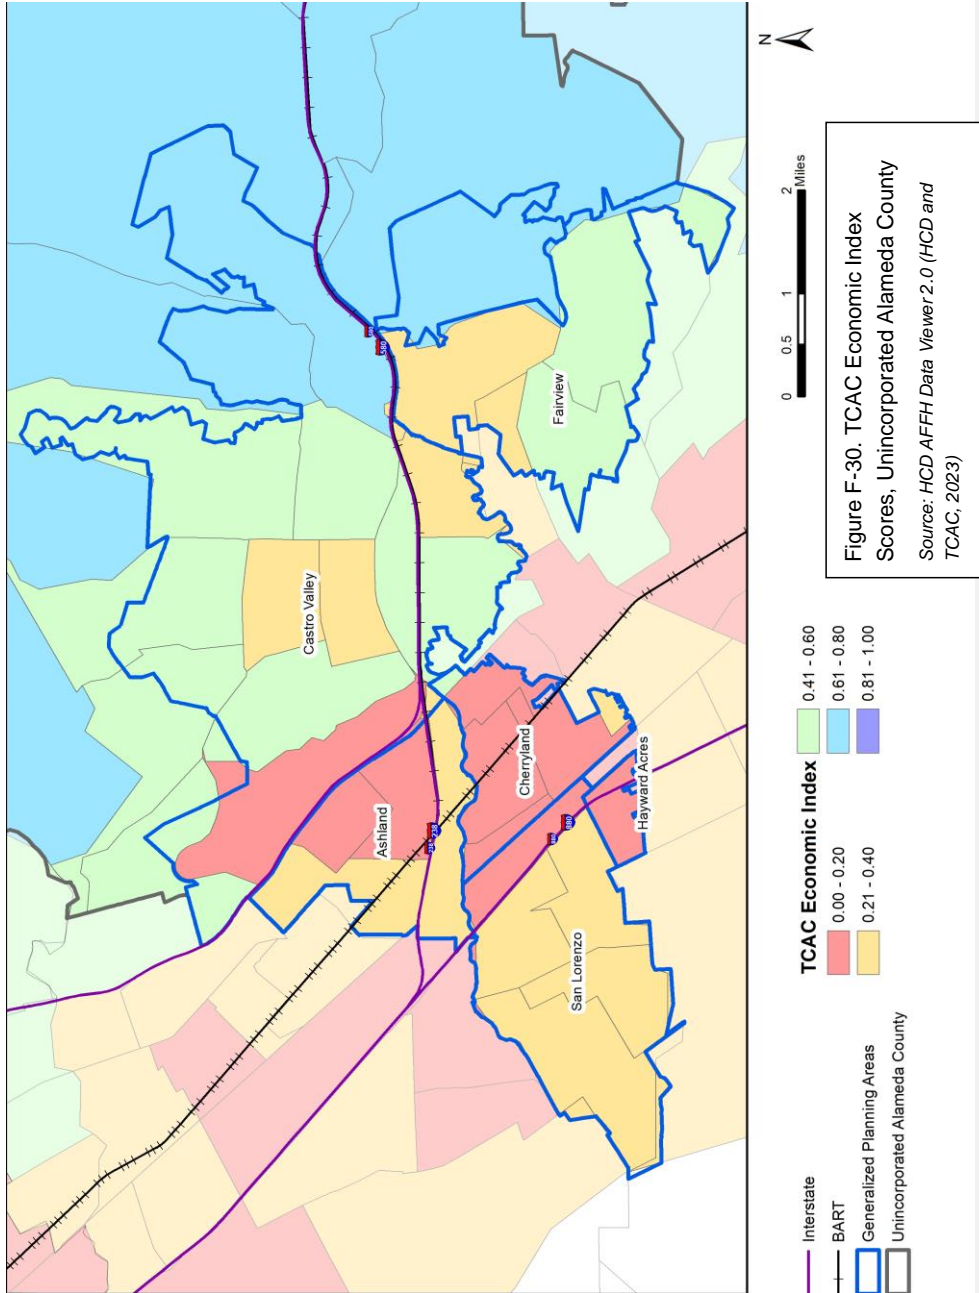 Castro Valley
Ashland
Cherryland
Fairview
San Lorenzo
Hayward Acres
580
238
880
N
0 0.5 1 2
Miles
Interstate
BART
Generalized Planning Areas
Unincorporated Alameda County
TCAC Economic Index
0.00 - 0.20
0.21 - 0.40
0.41 - 0.60
0.61 - 0.80
0.81 - 1.00
Figure F-30. TCAC Economic Index
Scores, Unincorporated Alameda County
Source: HCD AFFH Data Viewer 2.0 (HCD and
TCAC, 2023)